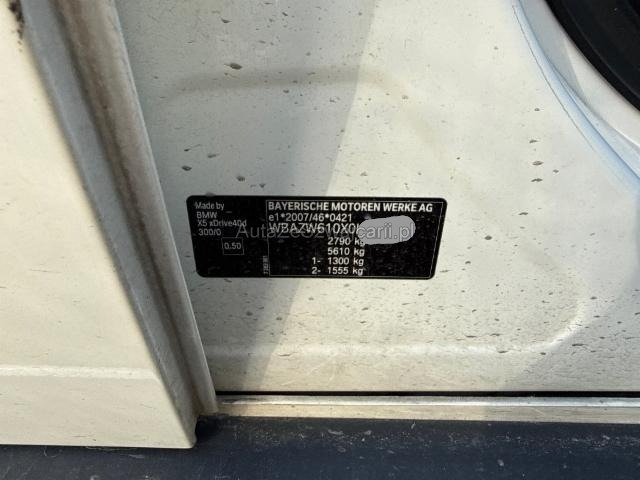 Made by
BMW
X5 xDrive40d
300/0
0.50
BAYERISCHE MOTOREN WERKE AG
e1*2007/46*0421
WBAZW610X0
2790 kg
5610 kg
1- 1300 kg
2- 1555 kg